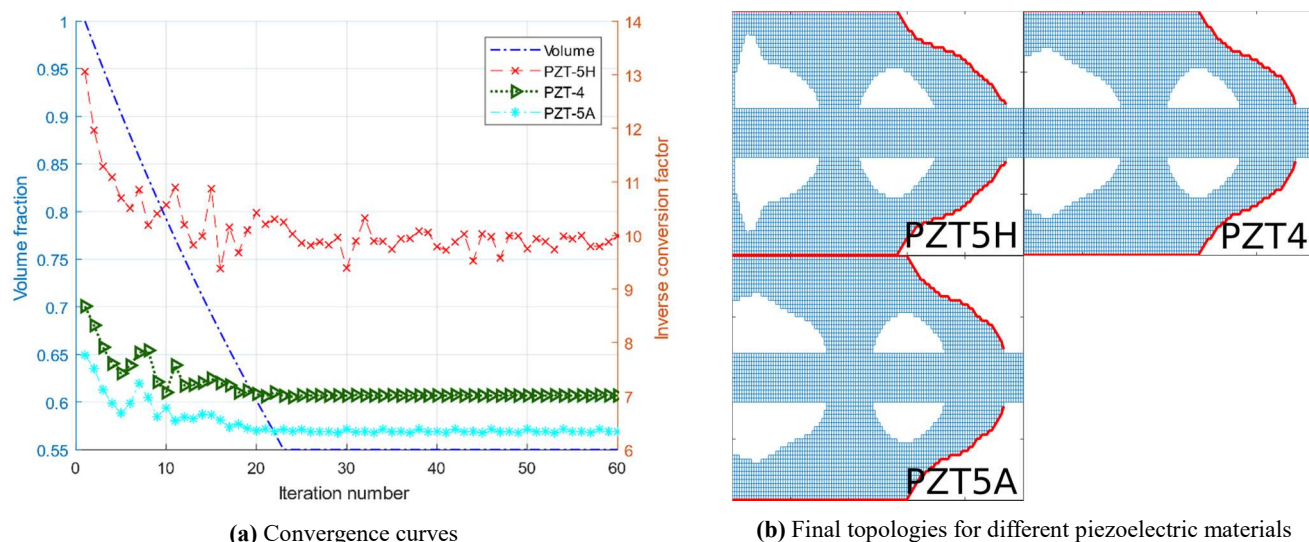 1
0.95
0.9
0.85
0.8
0.75
0.7
0.65
0.6
0.55
Volume fraction
0 10 20 30 40 50 60
Iteration number
14
13
12
11
10
9
8
7
6
Inverse conversion factor
Volume
PZT-5H
PZT-4
PZT-5A
(a) Convergence curves
PZT5H
PZT4
PZT5A
(b) Final topologies for different piezoelectric materials